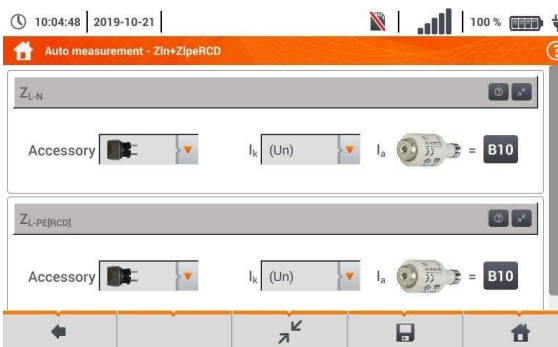 10:04:48 2019-10-21 100 %
Auto measurement - Zln+ZlpeRCD
ZL-N
Accessory Ik (Un) Ia = B10
ZL-PE[RCD]
Accessory Ik (Un) Ia = B10